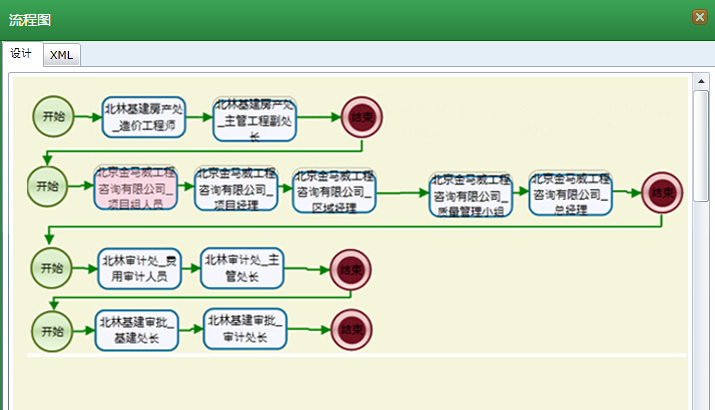 流程图
设计
XML
开始
北林基建房产处
_造价工程师
北林基建房产处
_主管工程副处
长
结束
开始
北京金马威工程
咨询有限公司_
项目组人员
北京金马威工程
咨询有限公司_
项目经理
北京金马威工程
咨询有限公司_
区域经理
北京金马威工程
咨询有限公司_
质量管理小组
北京金马威工程
咨询有限公司_
总经理
结束
开始
北林审计处_费
用审计人员
北林审计处_主
管处长
结束
开始
北林基建审批_
基建处长
北林基建审批_
审计处长
结束